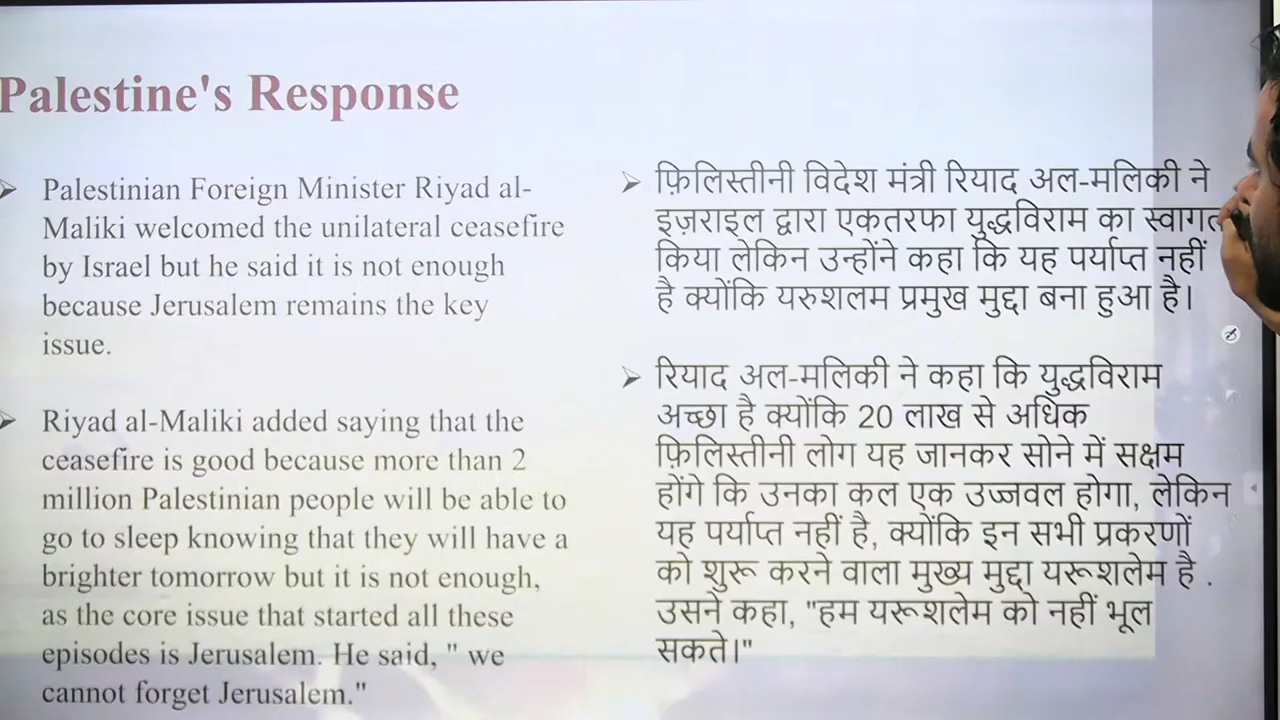 Palestine's Response
➢ Palestinian Foreign Minister Riyad al-
Maliki welcomed the unilateral ceasefire
by Israel but he said it is not enough
because Jerusalem remains the key
issue.
➢ Riyad al-Maliki added saying that the
ceasefire is good because more than 2
million Palestinian people will be able to
go to sleep knowing that they will have a
brighter tomorrow but it is not enough,
as the core issue that started all these
episodes is Jerusalem. He said, " we
cannot forget Jerusalem."
➢ फ़िलिस्तीनी विदेश मंत्री रियाद अल-मलिकी ने
इज़राइल द्वारा एकतरफा युद्धविराम का स्वागत
किया लेकिन उन्होंने कहा कि यह पर्याप्त नहीं
है क्योंकि यरुशलम प्रमुख मुद्दा बना हुआ है।
➢ रियाद अल-मलिकी ने कहा कि युद्धविराम
अच्छा है क्योंकि 20 लाख से अधिक
फ़िलिस्तीनी लोग यह जानकर सोने में सक्षम
होंगे कि उनका कल एक उज्जवल होगा, लेकिन
यह पर्याप्त नहीं है, क्योंकि इन सभी प्रकरणों
को शुरू करने वाला मुख्य मुद्दा यरूशलेम है .
उसने कहा, "हम यरूशलेम को नहीं भूल
सकते।"